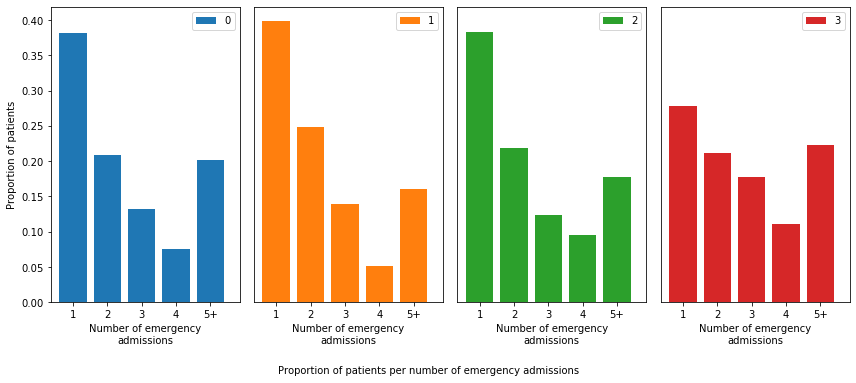 0
1
2
3
0.40
0.35
0.30
0.25
0.20
0.15
0.10
0.05
0.00
Proportion of patients
1 2 3 4 5+
Number of emergency
admissions
1 2 3 4 5+
Number of emergency
admissions
1 2 3 4 5+
Number of emergency
admissions
1 2 3 4 5+
Number of emergency
admissions
Proportion of patients per number of emergency admissions